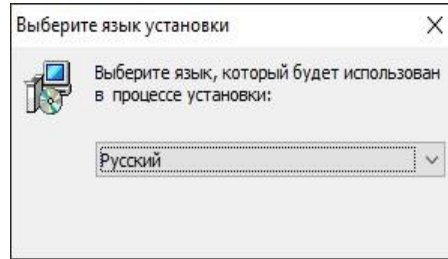 Выберите язык установки
Выберите язык, который будет использован
в процессе установки:
Русский